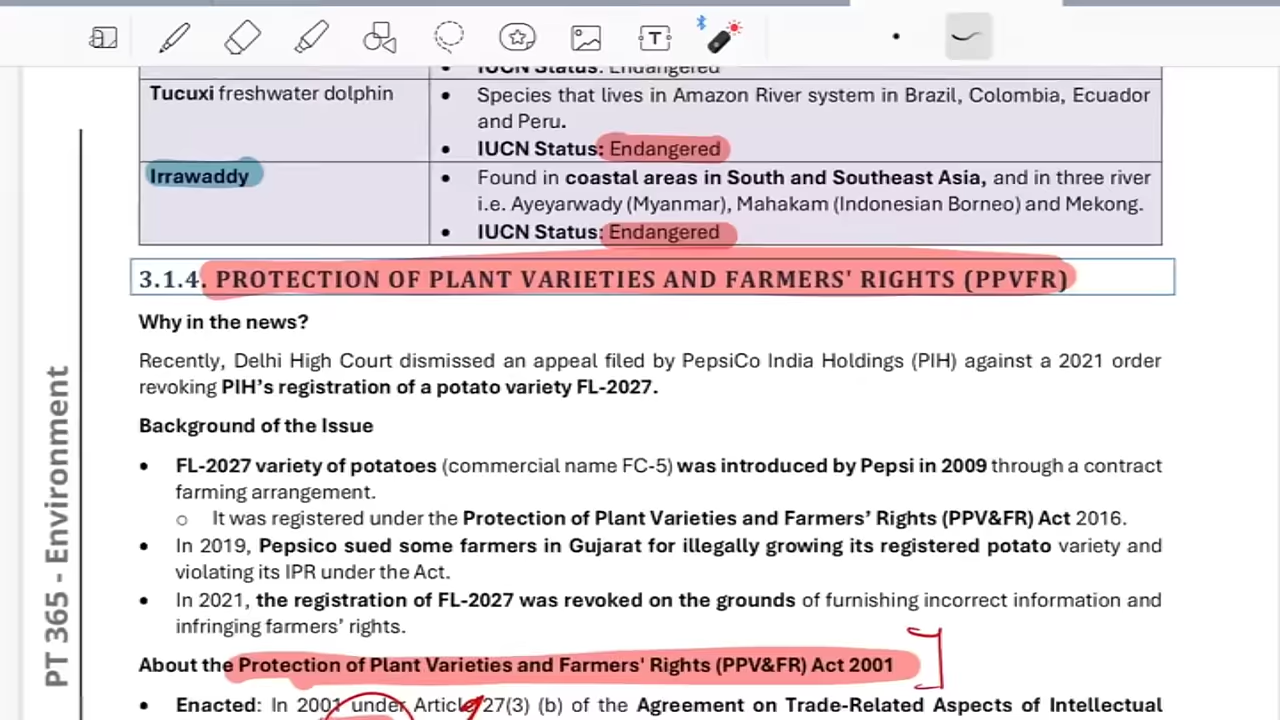 IUCN Status: Endangered
Tucuxi freshwater dolphin
• Species that lives in Amazon River system in Brazil, Colombia, Ecuador
and Peru.
• IUCN Status: Endangered
Irrawaddy
• Found in coastal areas in South and Southeast Asia, and in three river
i.e. Ayeyarwady (Myanmar), Mahakam (Indonesian Borneo) and Mekong.
• IUCN Status: Endangered
3.1.4. PROTECTION OF PLANT VARIETIES AND FARMERS' RIGHTS (PPVFR)
Why in the news?
Recently, Delhi High Court dismissed an appeal filed by PepsiCo India Holdings (PIH) against a 2021 order
revoking PIH's registration of a potato variety FL-2027.
Background of the Issue
• FL-2027 variety of potatoes (commercial name FC-5) was introduced by Pepsi in 2009 through a contract
farming arrangement.
o It was registered under the Protection of Plant Varieties and Farmers' Rights (PPV&FR) Act 2016.
• In 2019, Pepsico sued some farmers in Gujarat for illegally growing its registered potato variety and
violating its IPR under the Act.
• In 2021, the registration of FL-2027 was revoked on the grounds of furnishing incorrect information and
infringing farmers' rights.
About the Protection of Plant Varieties and Farmers' Rights (PPV&FR) Act 2001
• Enacted: In 2001 under Article 27(3) (b) of the Agreement on Trade-Related Aspects of Intellectual
PT 365 - Environment
T